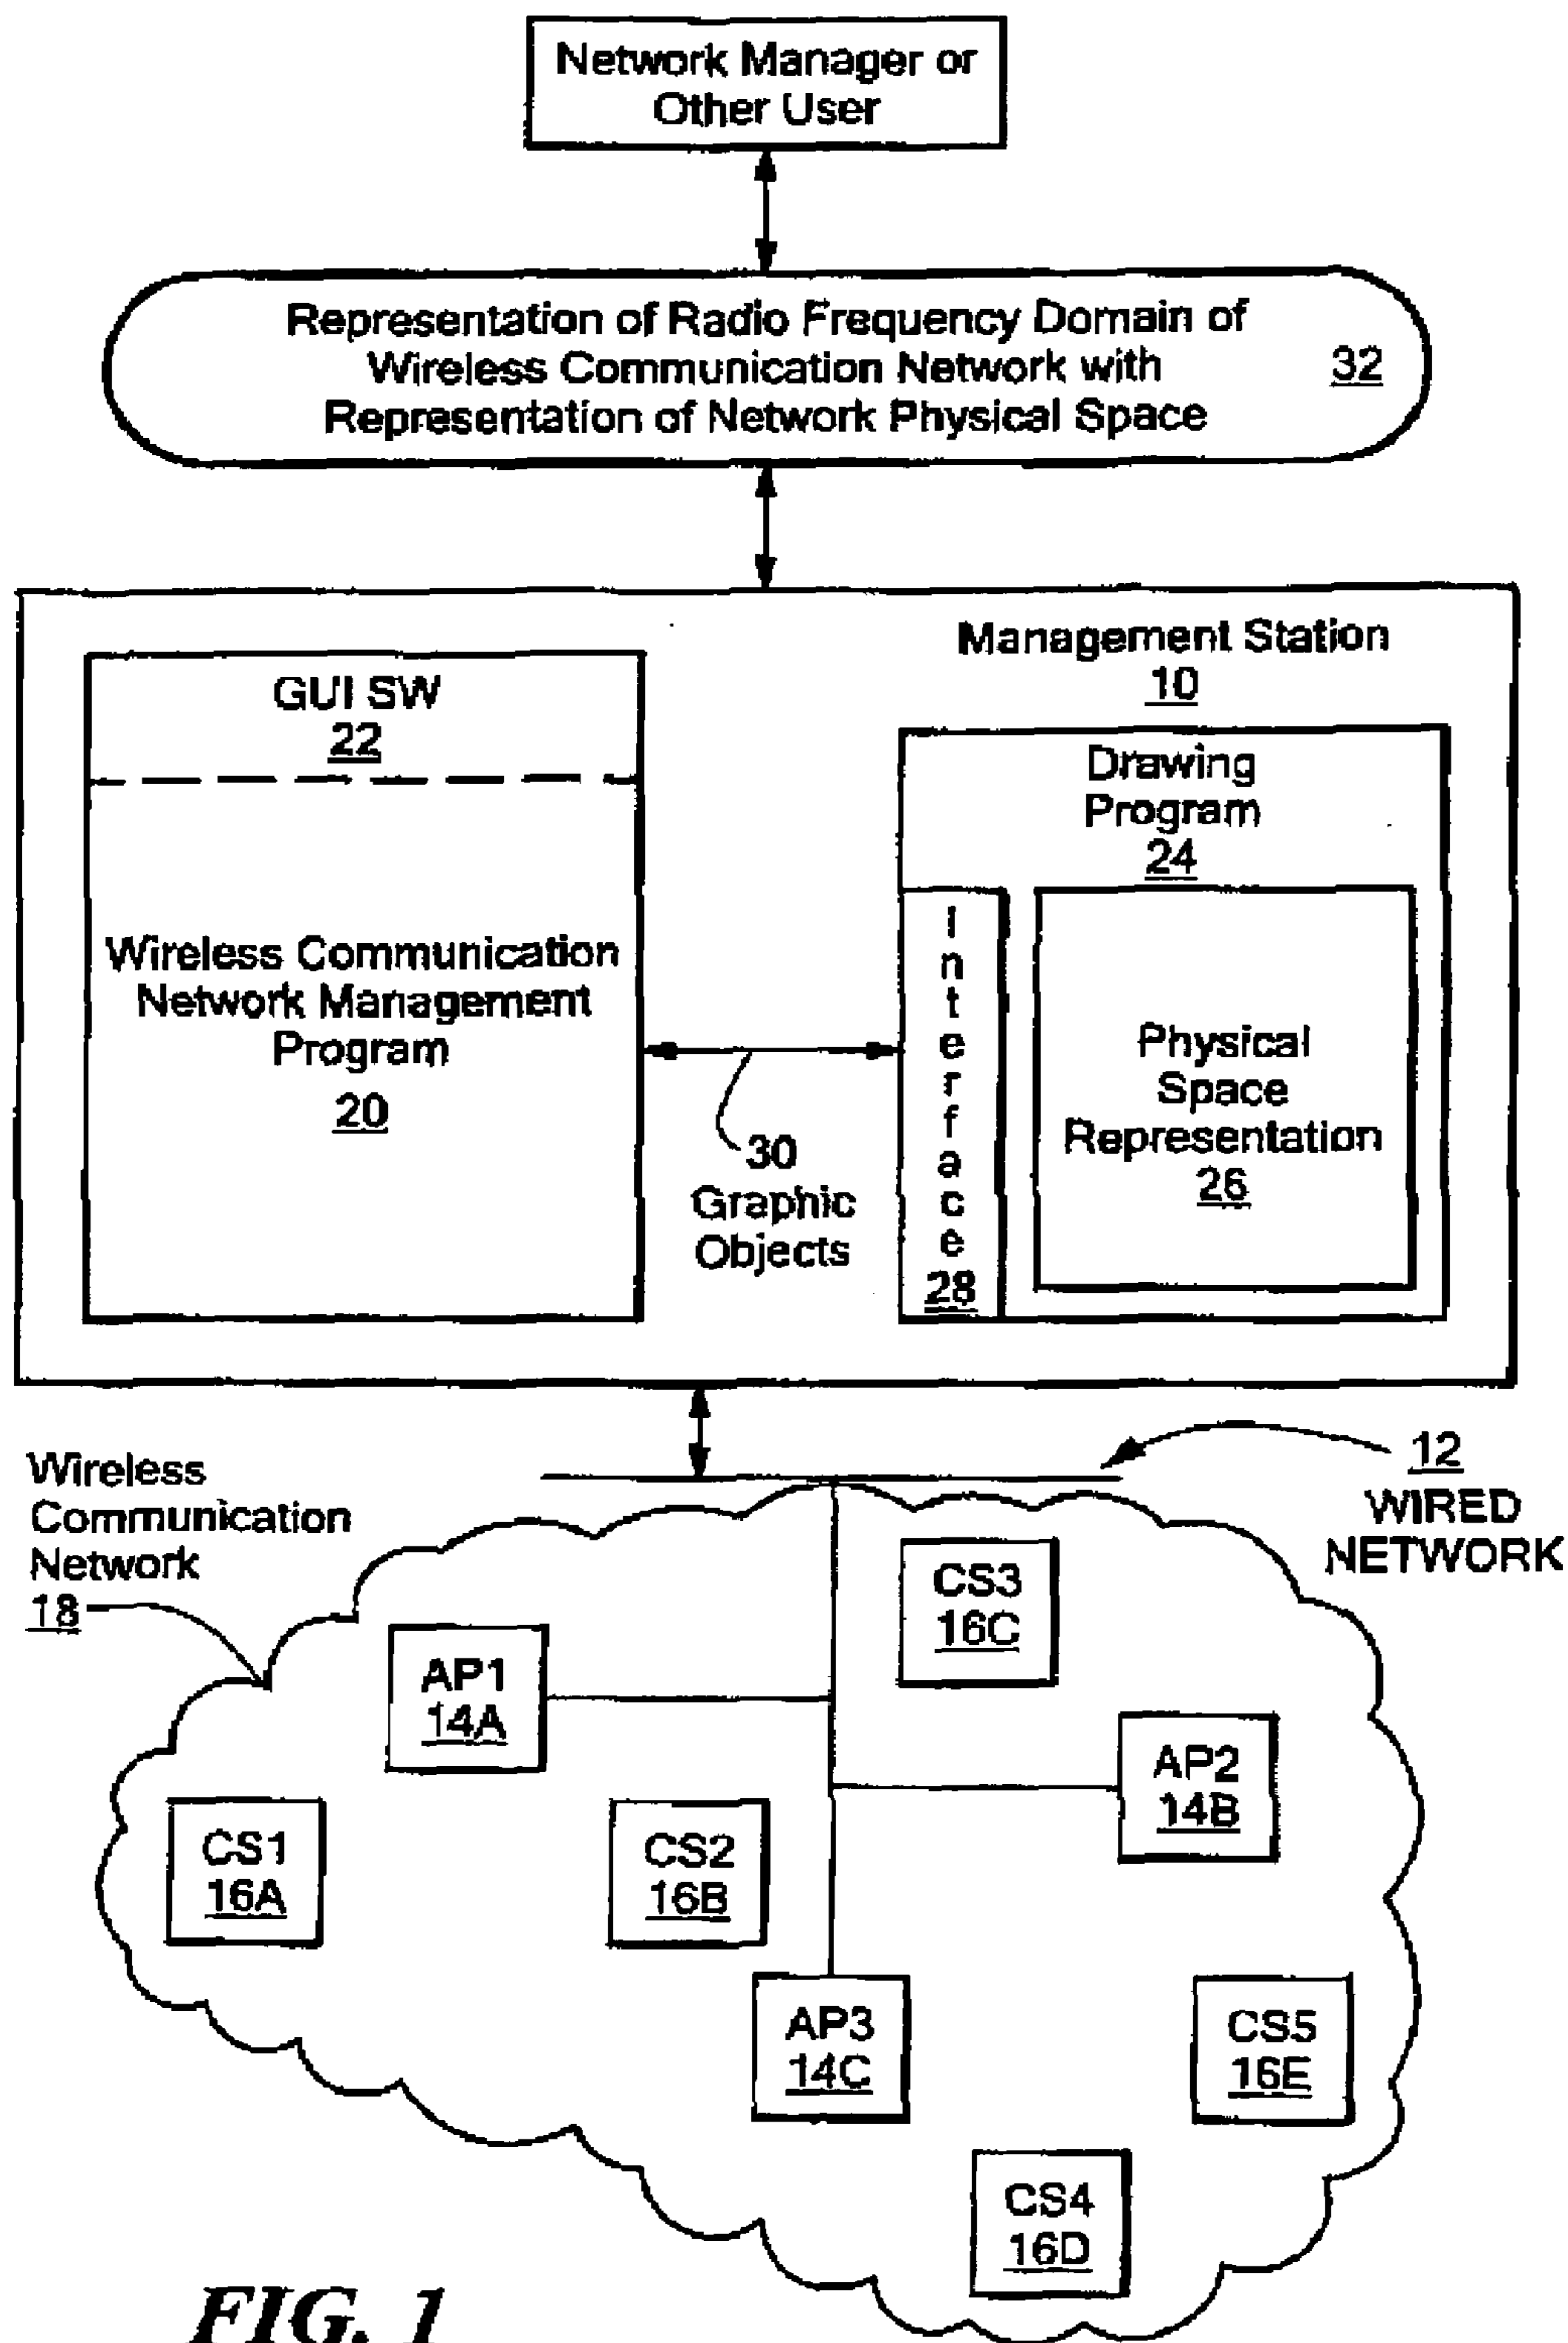 Network Manager or
Other User
Representation of Radio Frequency Domain of
Wireless Communication Network with
Representation of Network Physical Space
32
Management Station
10
GUI SW
22
Wireless Communication
Network Management
Program
20
30
Graphic
Objects
Drawing
Program
24
Interface
28
Physical
Space
Representation
26
Wireless
Communication
Network
18
12
WIRED
NETWORK
CS3
16C
AP1
14A
AP2
14B
CS1
16A
CS2
16B
AP3
14C
CS5
16E
CS4
16D
FIG. 1